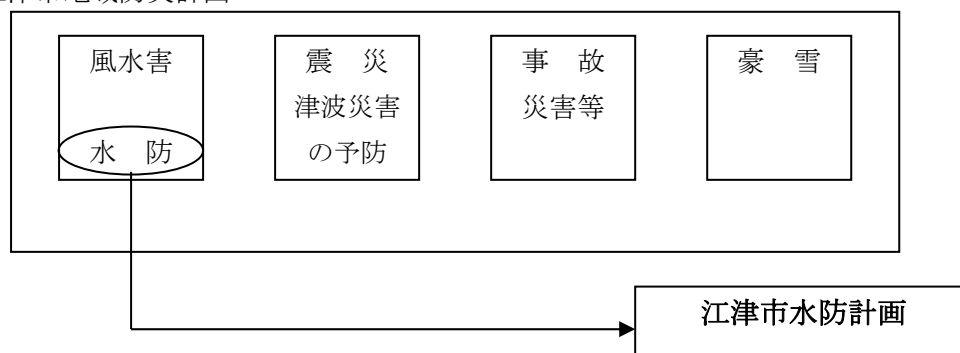 風水害
水 防
震 災
津波災害
の予防
事 故
災害等
豪 雪
江津市水防計画